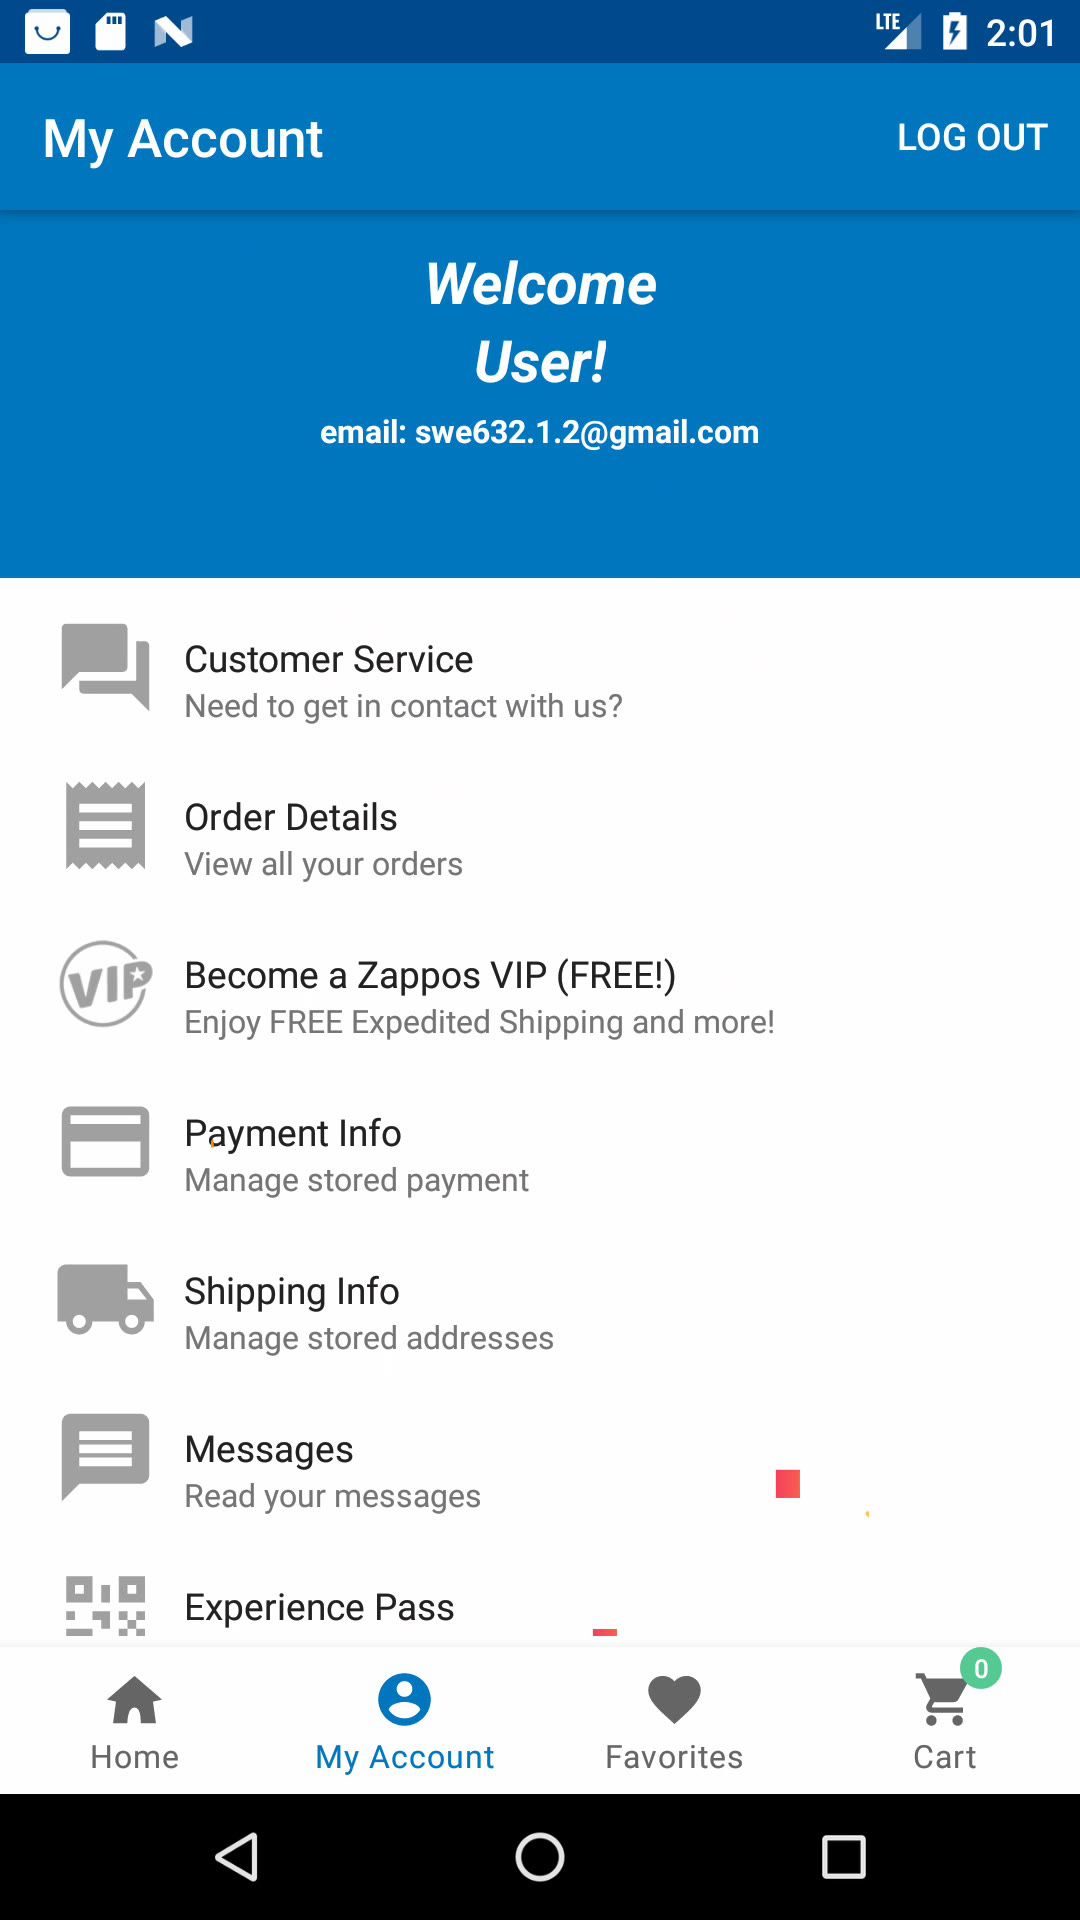 LTE 2:01
My Account LOG OUT
Welcome
User!
email: swe632.1.2@gmail.com
Customer Service
Need to get in contact with us?
Order Details
View all your orders
VIP
Become a Zappos VIP (FREE!)
Enjoy FREE Expedited Shipping and more!
Payment Info
Manage stored payment
Shipping Info
Manage stored addresses
Messages
Read your messages
Experience Pass
0
Home My Account Favorites Cart